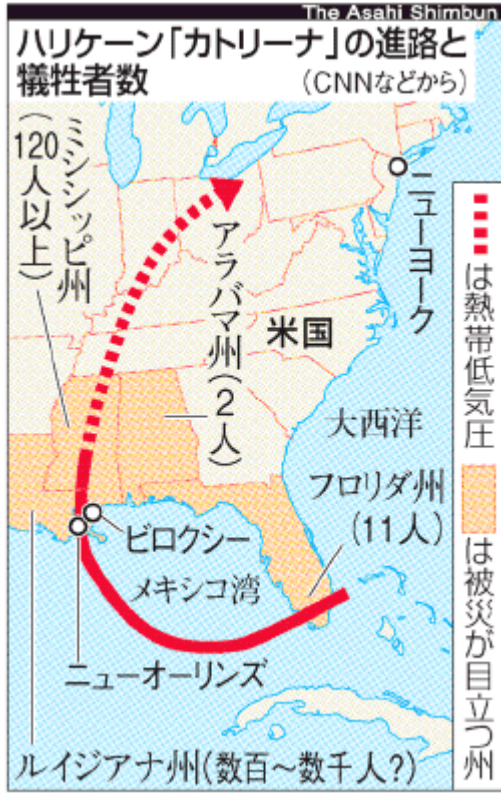 The Asahi Shimbun
ハリケーン「カトリーナ」の進路と
犠牲者数
(CNNなどから)
ミシシッピ州
(120人以上)
アラバマ州(2人)
ニューヨーク
米国
大西洋
フロリダ州
(11人)
ビロクシー
メキシコ湾
ニューオーリンズ
ルイジアナ州(数百～数千人?)
は熱帯低気圧
は被災が目立つ州